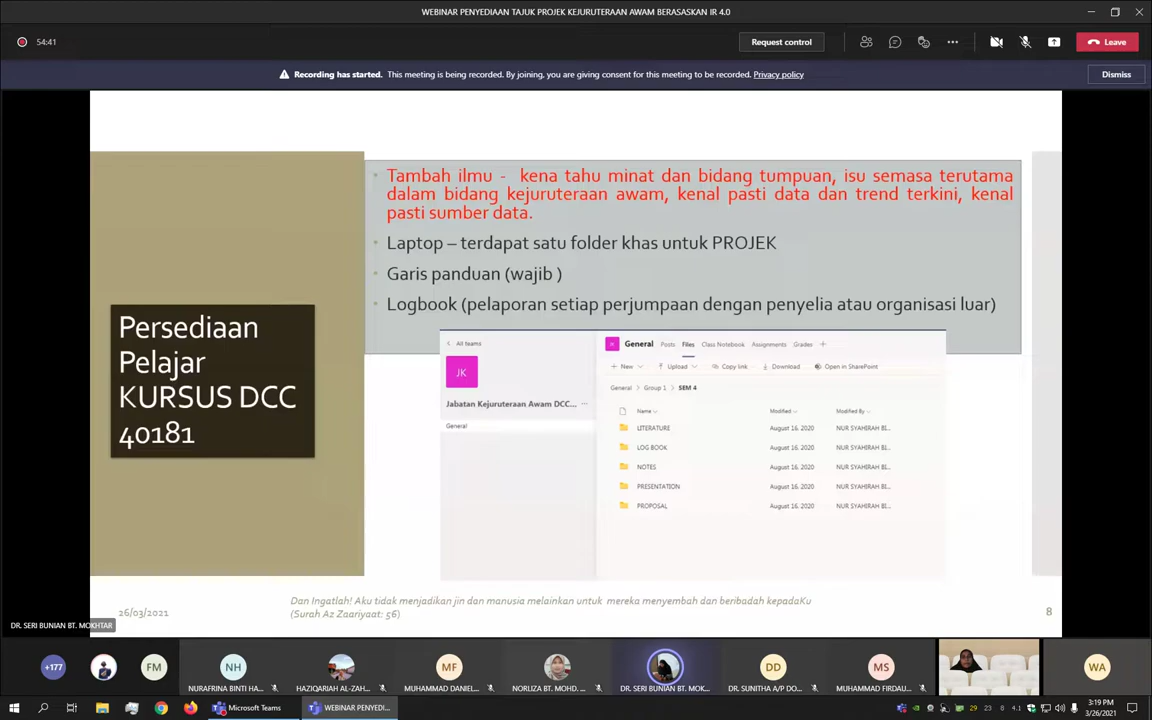 WEBINAR PENYEDIAAN TAJUK PROJEK KEJURUTERAAN AWAM BERASASKAN IR 4.0
54:41
Request control
Leave
Recording has started. This meeting is being recorded. By joining, you are giving consent for this meeting to be recorded. Privacy policy
Dismiss
Tambah ilmu - kena tahu minat dan bidang tumpuan, isu semasa terutama
dalam bidang kejuruteraan awam, kenal pasti data dan trend terkini, kenal
pasti sumber data.
Laptop – terdapat satu folder khas untuk PROJEK
Garis panduan (wajib )
Logbook (pelaporan setiap perjumpaan dengan penyelia atau organisasi luar)
Persediaan
Pelajar
KURSUS DCC
40181
All teams
JK
Jabatan Kejuruteraan Awam DCC...
General
General Posts Files Class Notebook Assignments Grades +
+ New Upload Copy link Download Open in SharePoint
General > Group 1 > SEM 4
Name Modified Modified By
LITERATURE August 16, 2020 NUR SYAHIRAH BI...
LOG BOOK August 16, 2020 NUR SYAHIRAH BI...
NOTES August 16, 2020 NUR SYAHIRAH BI...
PRESENTATION August 16, 2020 NUR SYAHIRAH BI...
PROPOSAL August 16, 2020 NUR SYAHIRAH BI...
26/03/2021
Dan Ingatlah! Aku tidak menjadikan jin dan manusia melainkan untuk mereka menyembah dan beribadah kepadaKu
(Surah Az Zaariyaat: 56)
8
DR. SERI BUNIAN BT. MOKHTAR
+177
FM
NH
MF
DD
MS
WA
NURAFRINA BINTI HA...
HAZIQARIAH AL-ZAH...
MUHAMMAD DANIEL...
NORLIZA BT. MOHD. ...
DR. SERI BUNIAN BT. MOK...
DR. SUNITHA A/P DO...
MUHAMMAD FIRDAU...
Microsoft Teams
WEBINAR PENYEDI...
29 23 8 4.1
3:19 PM
3/26/2021